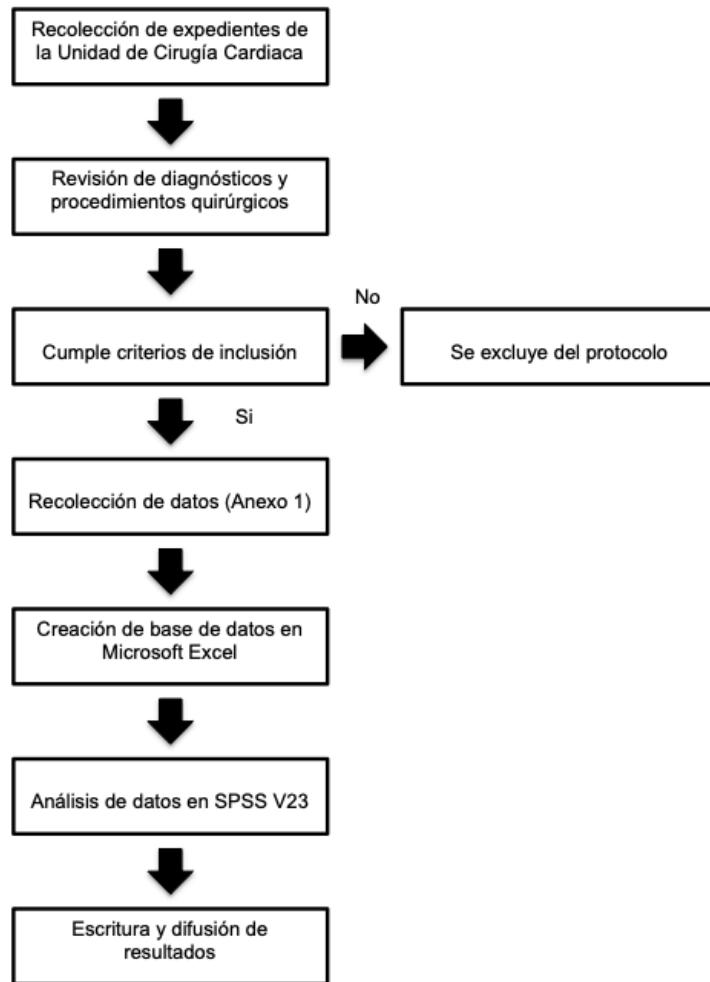 Recolección de expedientes de
la Unidad de Cirugía Cardiaca
Revisión de diagnósticos y
procedimientos quirúrgicos
No
Cumple criterios de inclusión
Se excluye del protocolo
Si
Recolección de datos (Anexo 1)
Creación de base de datos en
Microsoft Excel
Análisis de datos en SPSS V23
Escritura y difusión de
resultados